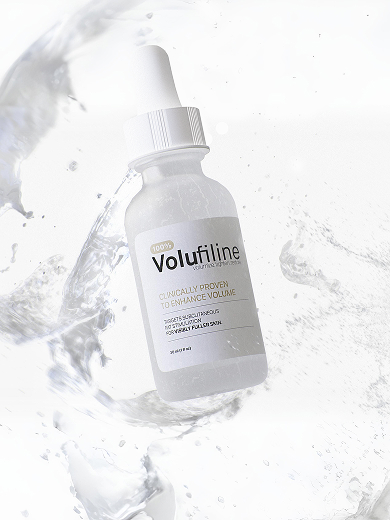 100%
Volufiline
CLINICALLY PROVEN
TO ENHANCE VOLUME
TARGETS SUBCUTANEOUS
FAT STIMULATION
FOR VISIBLY FULLER SKIN.